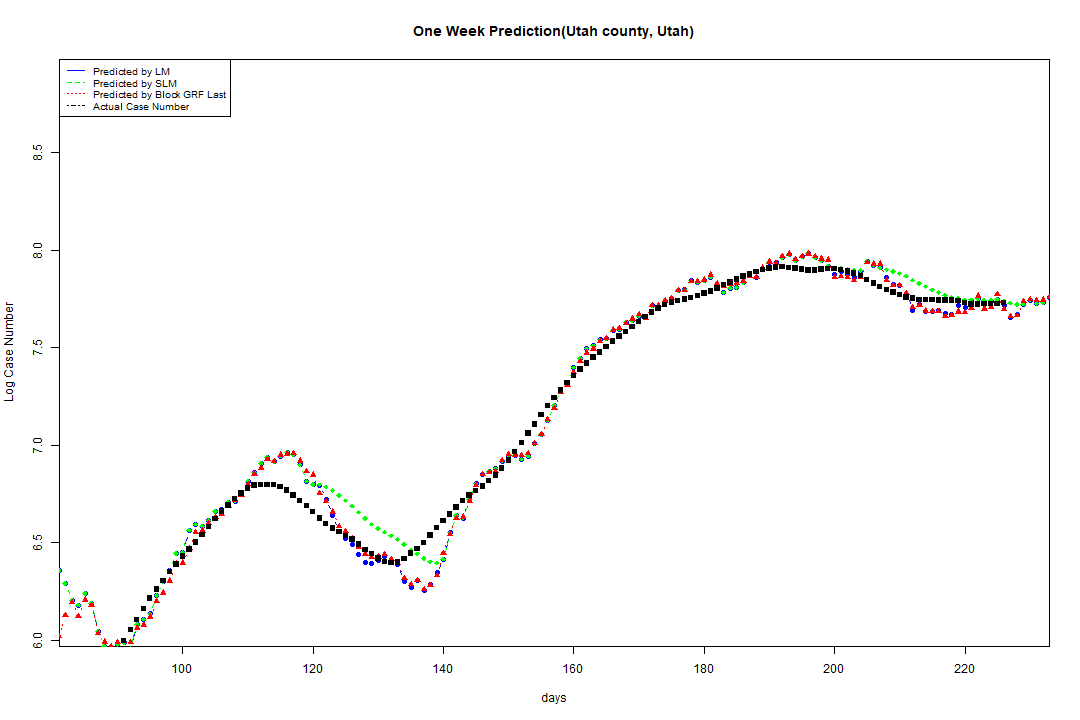 One Week Prediction(Utah county, Utah)
Predicted by LM
Predicted by SLM
Predicted by Block GRF Last
Actual Case Number
8.5
8.0
7.5
7.0
6.5
6.0
Log Case Number
100 120 140 160 180 200 220
days